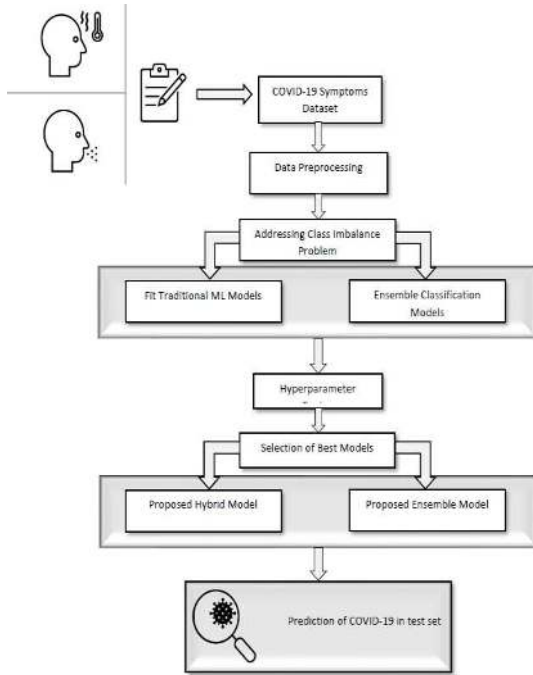 COVID-19 Symptoms
Dataset
Data Preprocessing
Addressing Class Imbalance
Problem
Fit Traditional ML Models
Ensemble Classification
Models
Hyperparameter
Selection of Best Models
Proposed Hybrid Model
Proposed Ensemble Model
Prediction of COVID-19 in test set